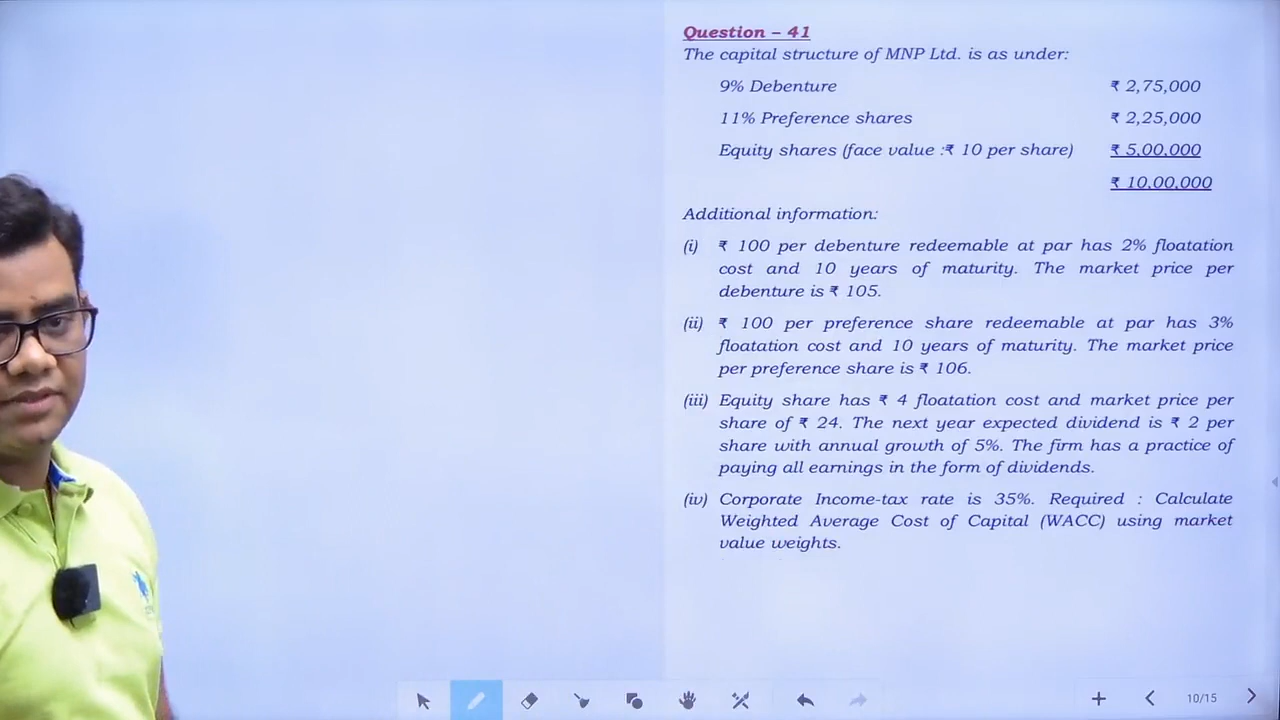 Question – 41
The capital structure of MNP Ltd. is as under:
9% Debenture ₹ 2,75,000
11% Preference shares ₹ 2,25,000
Equity shares (face value :₹ 10 per share) ₹ 5,00,000
₹ 10,00,000
Additional information:
(i) ₹ 100 per debenture redeemable at par has 2% floatation
cost and 10 years of maturity. The market price per
debenture is ₹ 105.
(ii) ₹ 100 per preference share redeemable at par has 3%
floatation cost and 10 years of maturity. The market price
per preference share is ₹ 106.
(iii) Equity share has ₹ 4 floatation cost and market price per
share of ₹ 24. The next year expected dividend is ₹ 2 per
share with annual growth of 5%. The firm has a practice of
paying all earnings in the form of dividends.
(iv) Corporate Income-tax rate is 35%. Required : Calculate
Weighted Average Cost of Capital (WACC) using market
value weights.
10/15